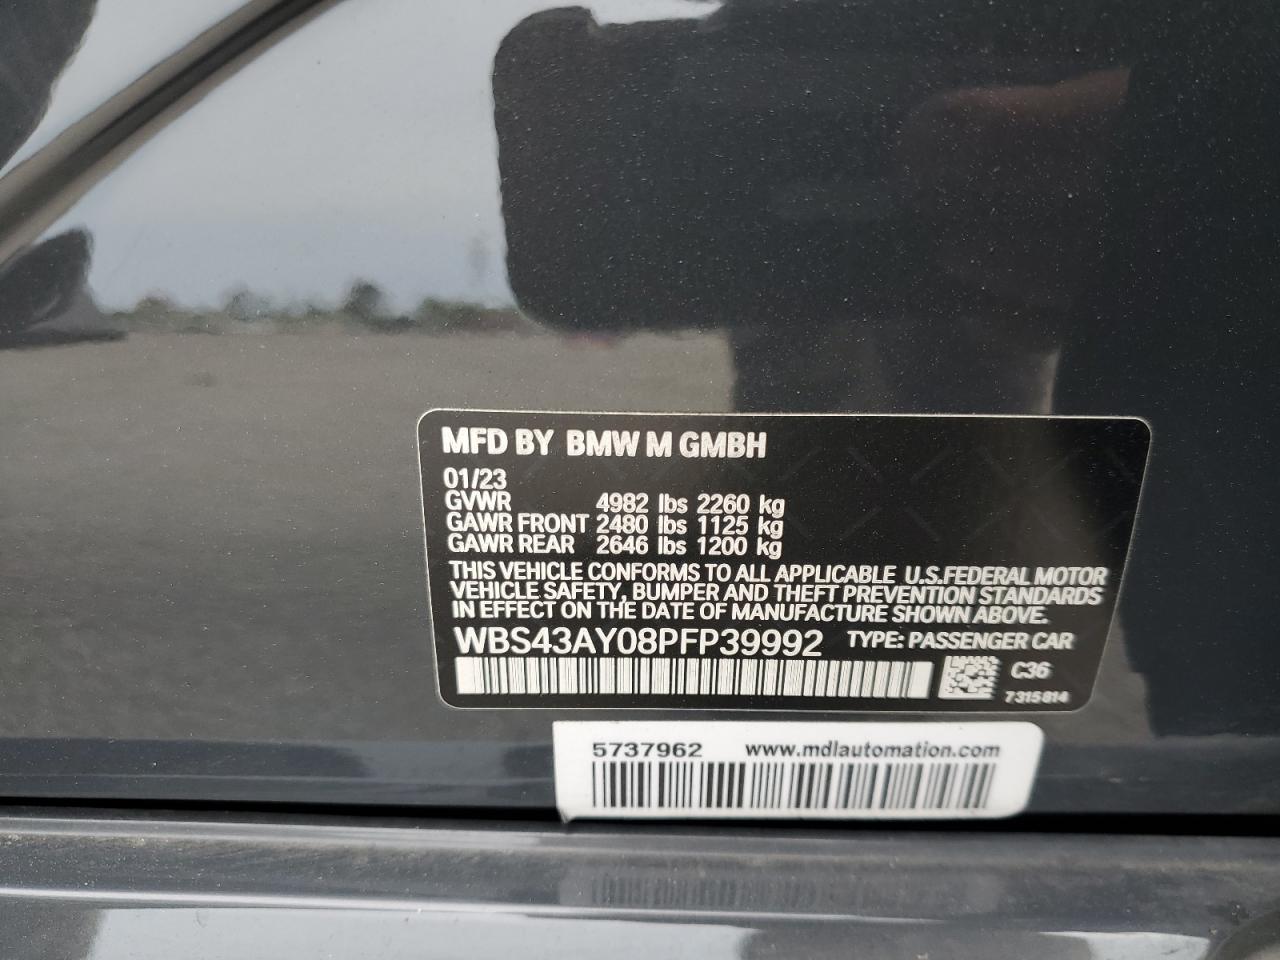 MFD BY BMW M GMBH
01/23
GVWR 4982 lbs 2260 kg
GAWR FRONT 2480 lbs 1125 kg
GAWR REAR 2646 lbs 1200 kg
THIS VEHICLE CONFORMS TO ALL APPLICABLE U.S.FEDERAL MOTOR
VEHICLE SAFETY, BUMPER AND THEFT PREVENTION STANDARDS
IN EFFECT ON THE DATE OF MANUFACTURE SHOWN ABOVE.
WBS43AY08PFP39992 TYPE: PASSENGER CAR
C36
7315814
5737962 www.mdlautomation.com